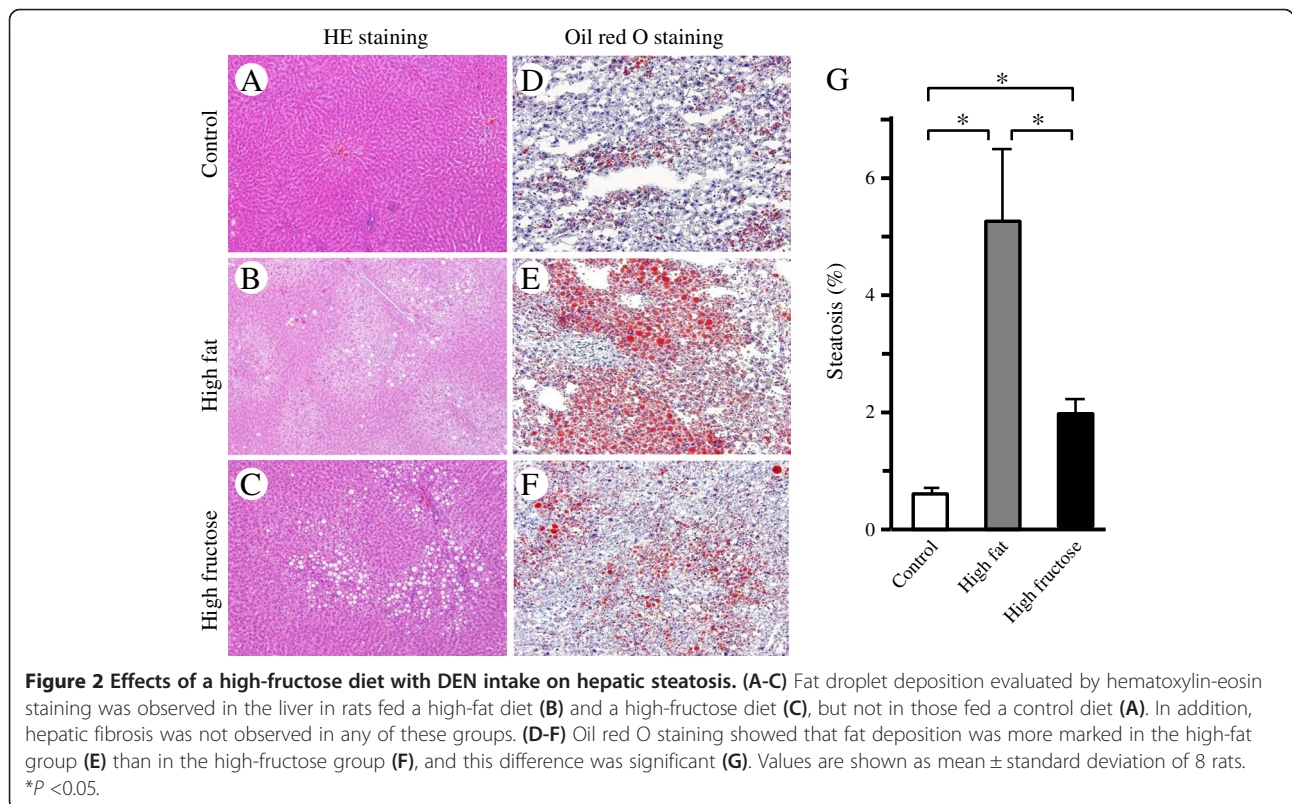 HE staining
Oil red O staining
A
D
G
Control
B
E
High fat
C
F
High fructose
* 
* *
Steatosis (%)
6
4
2
0
Control
High fat
High fructose
Figure 2 Effects of a high-fructose diet with DEN intake on hepatic steatosis. (A-C) Fat droplet deposition evaluated by hematoxylin-eosin
staining was observed in the liver in rats fed a high-fat diet (B) and a high-fructose diet (C), but not in those fed a control diet (A). In addition,
hepatic fibrosis was not observed in any of these groups. (D-F) Oil red O staining showed that fat deposition was more marked in the high-fat
group (E) than in the high-fructose group (F), and this difference was significant (G). Values are shown as mean ± standard deviation of 8 rats.
*P <0.05.